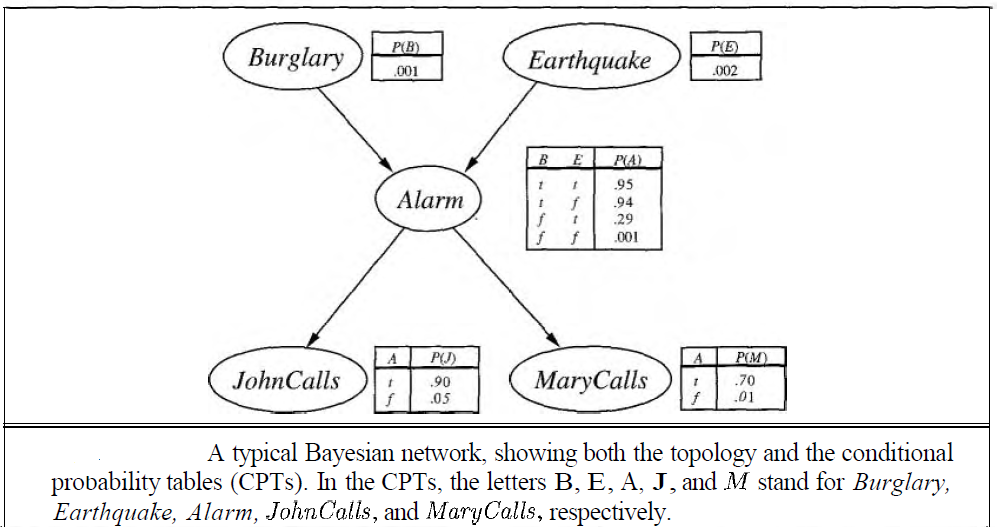 Burglary
P(B)
.001
Earthquake
P(E)
.002
Alarm
B E P(A)
t t .95
t f .94
f t .29
f f .001
JohnCalls
A P(J)
t .90
f .05
MaryCalls
A P(M)
t .70
f .01
A typical Bayesian network, showing both the topology and the conditional
probability tables (CPTs). In the CPTs, the letters B, E, A, J, and M stand for Burglary,
Earthquake, Alarm, JohnCalls, and MaryCalls, respectively.